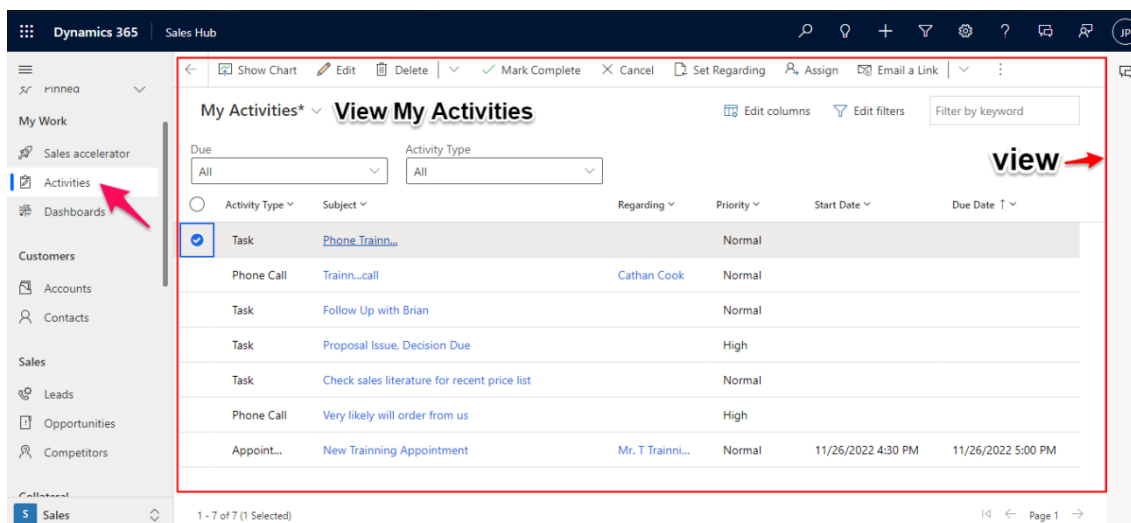 Dynamics 365 Sales Hub JP
Show Chart Edit Delete Mark Complete Cancel Set Regarding Assign Email a Link
Pinned
My Activities* View My Activities Edit columns Edit filters Filter by keyword
My Work
Due Activity Type
Sales accelerator
All All view
Activities
Activity Type Subject Regarding Priority Start Date Due Date
Dashboards
Task Phone Trainn... Normal
Customers
Phone Call Trainn...call Cathan Cook Normal
Accounts
Task Follow Up with Brian Normal
Contacts
Task Proposal Issue, Decision Due High
Sales
Task Check sales literature for recent price list Normal
Leads
Phone Call Very likely will order from us High
Opportunities
Appoint... New Trainning Appointment Mr. T Trainni... Normal 11/26/2022 4:30 PM 11/26/2022 5:00 PM
Competitors
Collateral
S Sales 1 - 7 of 7 (1 Selected) Page 1